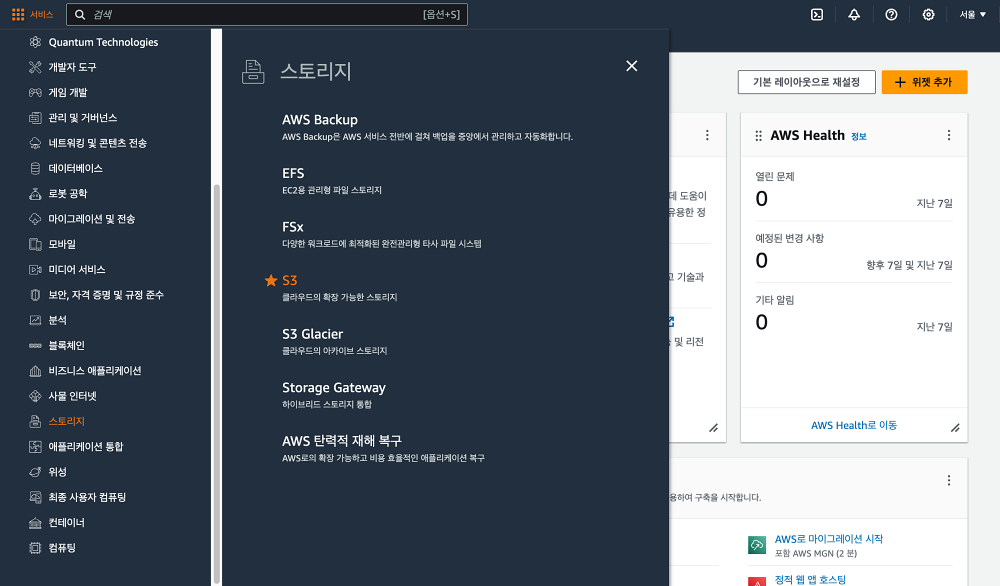 서비스
검색
[옵션+S]
서울 ▼
Quantum Technologies
개발자 도구
게임 개발
관리 및 거버넌스
네트워킹 및 콘텐츠 전송
데이터베이스
로봇 공학
마이그레이션 및 전송
모바일
미디어 서비스
보안, 자격 증명 및 규정 준수
분석
블록체인
비즈니스 애플리케이션
사물 인터넷
스토리지
애플리케이션 통합
위성
최종 사용자 컴퓨팅
컨테이너
컴퓨팅
스토리지
AWS Backup
AWS Backup은 AWS 서비스 전반에 걸쳐 백업을 중앙에서 관리하고 자동화합니다.
EFS
EC2용 관리형 파일 스토리지
FSx
다양한 워크로드에 최적화된 완전관리형 타사 파일 시스템
S3
클라우드의 확장 가능한 스토리지
S3 Glacier
클라우드의 아카이브 스토리지
Storage Gateway
하이브리드 스토리지 통합
AWS 탄력적 재해 복구
AWS로의 확장 가능하고 비용 효율적인 애플리케이션 복구
기본 레이아웃으로 재설정
+ 위젯 추가
데 도움이
유용한 정
고 기술과
및 리전
AWS Health 정보
열린 문제
0
지난 7일
예정된 변경 사항
0
향후 7일 및 지난 7일
기타 알림
0
지난 7일
AWS Health로 이동
용하여 구축을 시작합니다.
AWS로 마이그레이션 시작
포함 AWS MGN (2 분)
정적 웹 앱 호스팅